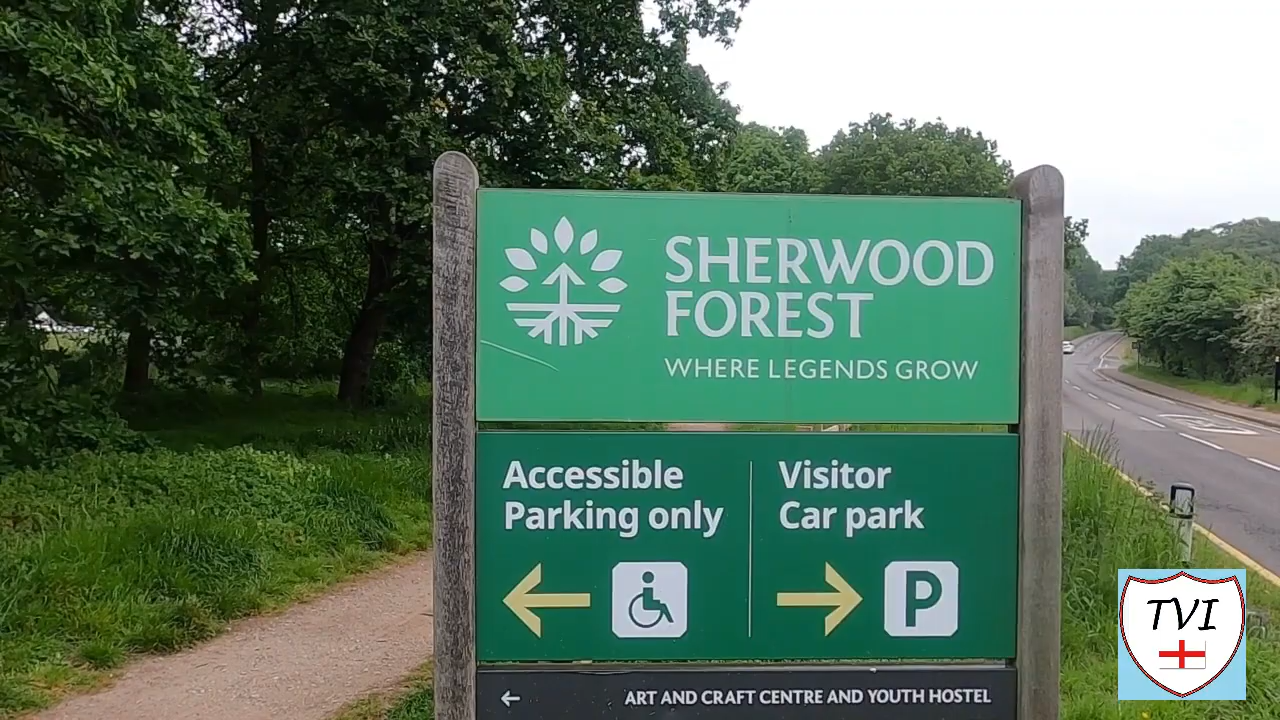 SHERWOOD
FOREST
WHERE LEGENDS GROW
Accessible
Parking only
Visitor
Car park
P
ART AND CRAFT CENTRE AND YOUTH HOSTEL
TVI